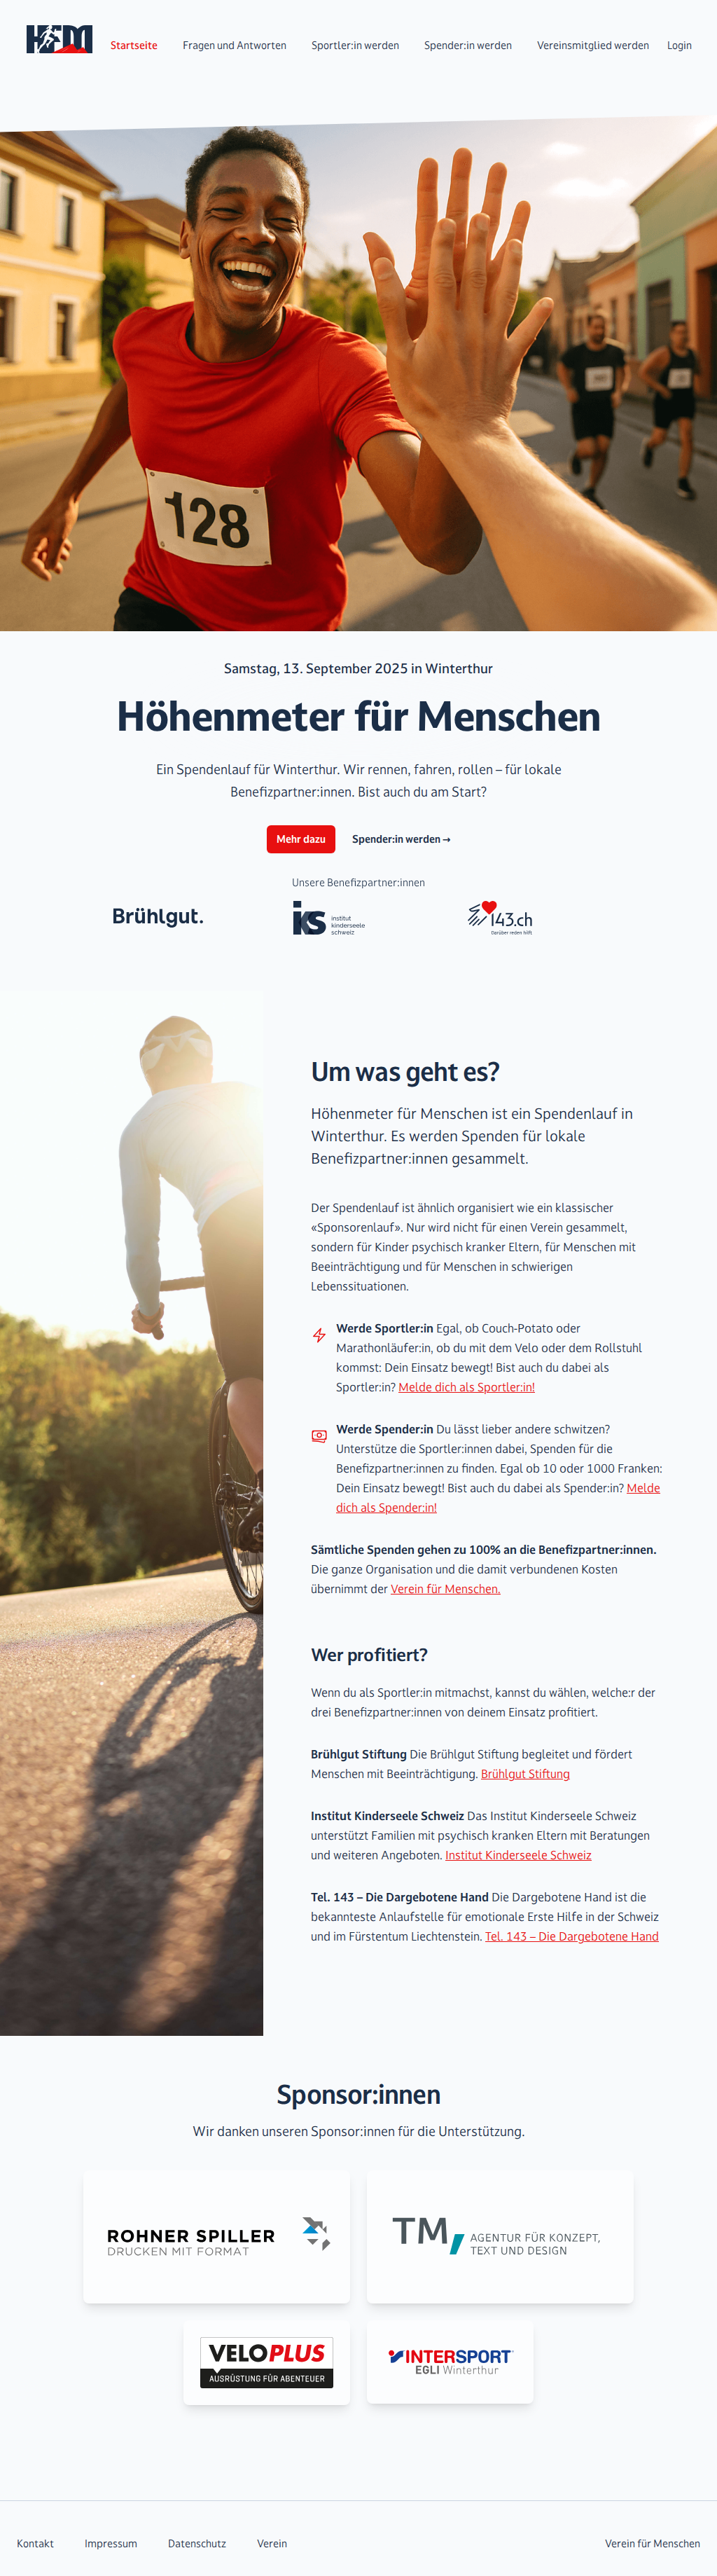 HFM
Startseite
Fragen und Antworten
Sportler:in werden
Spender:in werden
Vereinsmitglied werden
Login
128
Samstag, 13. September 2025 in Winterthur
Höhenmeter für Menschen
Ein Spendenlauf für Winterthur. Wir rennen, fahren, rollen – für lokale
Benefizpartner:innen. Bist auch du am Start?
Mehr dazu
Spender:in werden →
Unsere Benefizpartner:innen
Brühlgut.
iks institut
kinderseele
schweiz
143.ch
Darüber reden hilft
Um was geht es?
Höhenmeter für Menschen ist ein Spendenlauf in
Winterthur. Es werden Spenden für lokale
Benefizpartner:innen gesammelt.
Der Spendenlauf ist ähnlich organisiert wie ein klassischer
«Sponsorenlauf». Nur wird nicht für einen Verein gesammelt,
sondern für Kinder psychisch kranker Eltern, für Menschen mit
Beeinträchtigung und für Menschen in schwierigen
Lebenssituationen.
Werde Sportler:in Egal, ob Couch-Potato oder
Marathonläufer:in, ob du mit dem Velo oder dem Rollstuhl
kommst: Dein Einsatz bewegt! Bist auch du dabei als
Sportler:in? Melde dich als Sportler:in!
Werde Spender:in Du lässt lieber andere schwitzen?
Unterstütze die Sportler:innen dabei, Spenden für die
Benefizpartner:innen zu finden. Egal ob 10 oder 1000 Franken:
Dein Einsatz bewegt! Bist auch du dabei als Spender:in? Melde
dich als Spender:in!
Sämtliche Spenden gehen zu 100% an die Benefizpartner:innen.
Die ganze Organisation und die damit verbundenen Kosten
übernimmt der Verein für Menschen.
Wer profitiert?
Wenn du als Sportler:in mitmachst, kannst du wählen, welche:r der
drei Benefizpartner:innen von deinem Einsatz profitiert.
Brühlgut Stiftung Die Brühlgut Stiftung begleitet und fördert
Menschen mit Beeinträchtigung. Brühlgut Stiftung
Institut Kinderseele Schweiz Das Institut Kinderseele Schweiz
unterstützt Familien mit psychisch kranken Eltern mit Beratungen
und weiteren Angeboten. Institut Kinderseele Schweiz
Tel. 143 – Die Dargebotene Hand Die Dargebotene Hand ist die
bekannteste Anlaufstelle für emotionale Erste Hilfe in der Schweiz
und im Fürstentum Liechtenstein. Tel. 143 – Die Dargebotene Hand
Sponsor:innen
Wir danken unseren Sponsor:innen für die Unterstützung.
ROHNER SPILLER
DRUCKEN MIT FORMAT
TM, AGENTUR FÜR KONZEPT,
TEXT UND DESIGN
VELOPLUS
AUSRÜSTUNG FÜR ABENTEUER
INTERSPORT
EGLI Winterthur
Kontakt
Impressum
Datenschutz
Verein
Verein für Menschen